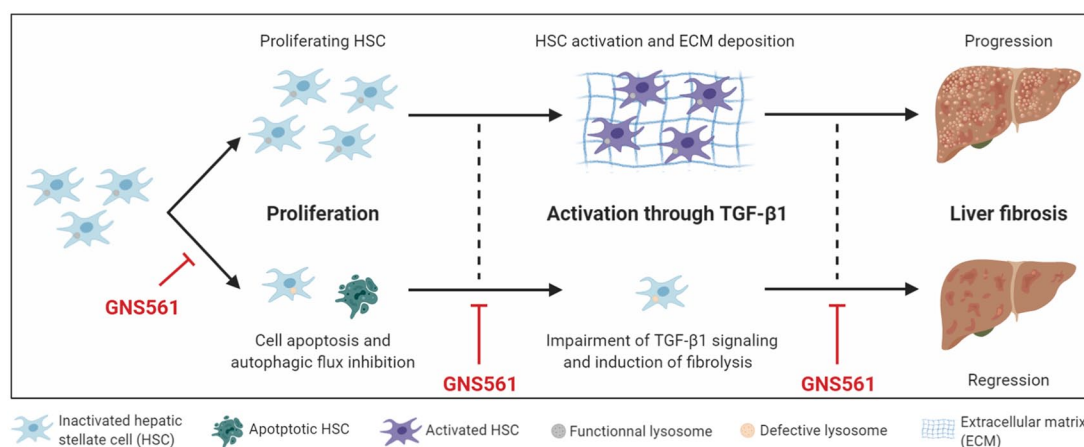 Proliferating HSC
HSC activation and ECM deposition
Progression
Proliferation
Activation through TGF-β1
Liver fibrosis
GNS561
Cell apoptosis and
autophagic flux inhibition
Impairment of TGF-β1 signaling
and induction of fibrolysis
GNS561
GNS561
Regression
Inactivated hepatic
stellate cell (HSC)
Apotptotic HSC
Activated HSC
Functionnal lysosome
Defective lysosome
Extracellular matrix
(ECM)